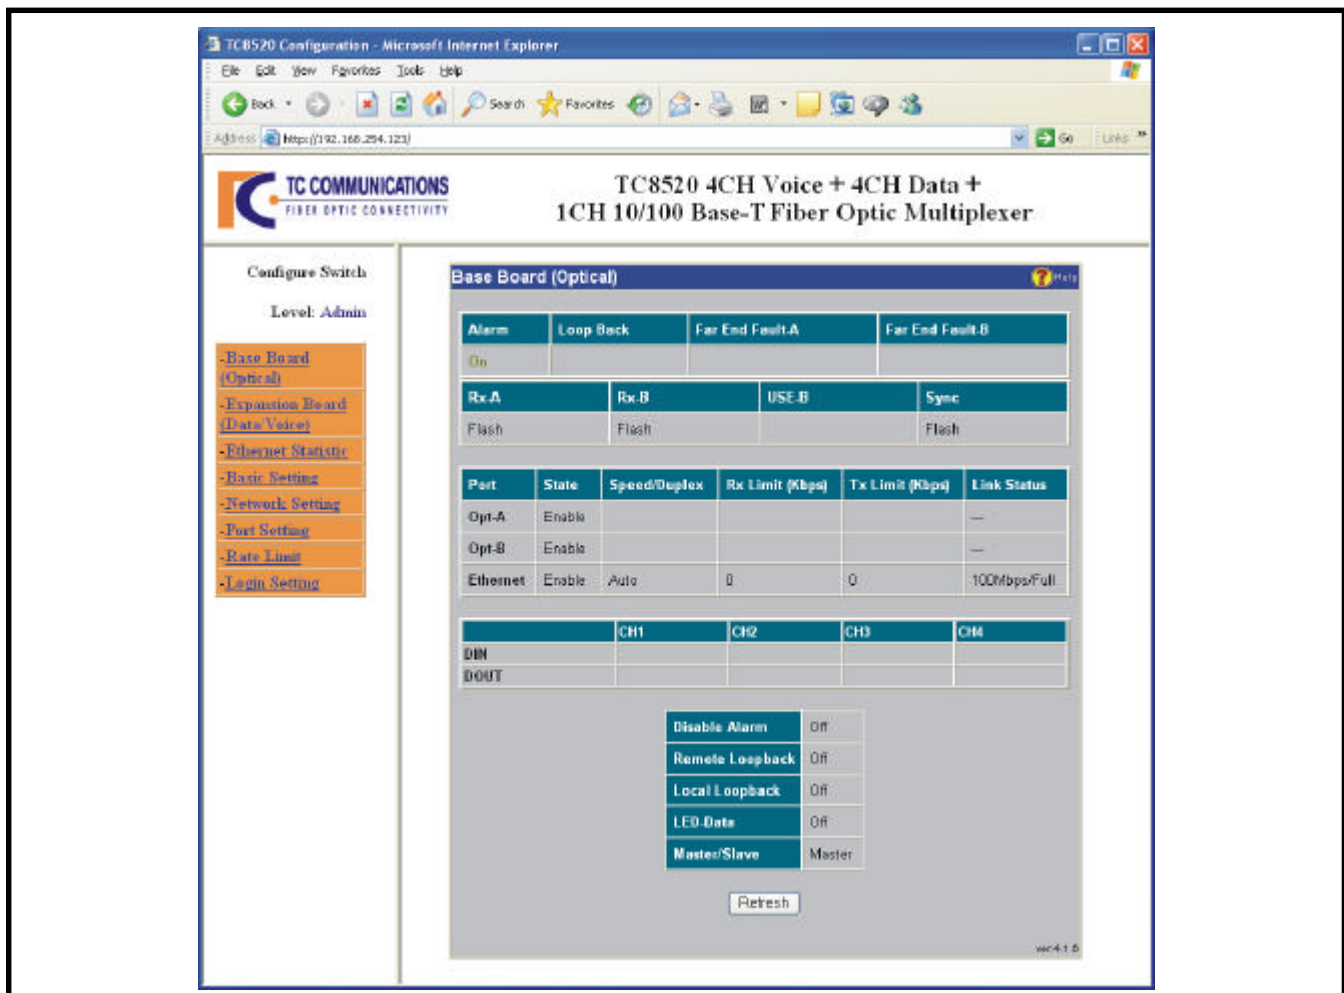 TC8520 Configuration - Microsoft Internet Explorer
File Edit View Favorites Tools Help
Back Search Favorites
Address https://192.168.254.123/ Go Links
TC COMMUNICATIONS
FIBER OPTIC CONNECTIVITY
TC8520 4CH Voice + 4CH Data +
1CH 10/100 Base-T Fiber Optic Multiplexer
Configure Switch
Level: Admin
-Base Board
(Optical)
-Expansion Board
(Data/Voice)
-Ethernet Statistic
-Basic Setting
-Network Setting
-Port Setting
-Rate Limit
-Login Setting
Base Board (Optical) Help
Alarm Loop Back Far End Fault-A Far End Fault-B
On
Rx-A Rx-B USE-B Sync
Flash Flash Flash
Port State Speed/Duplex Rx Limit (Kbps) Tx Limit (Kbps) Link Status
Opt-A Enable ---
Opt-B Enable ---
Ethernet Enable Auto 0 0 100Mbps/Full
CH1 CH2 CH3 CH4
DIN
DOUT
Disable Alarm Off
Remote Loopback Off
Local Loopback Off
LED-Data Off
Master/Slave Master
Refresh
ver:4.1.6